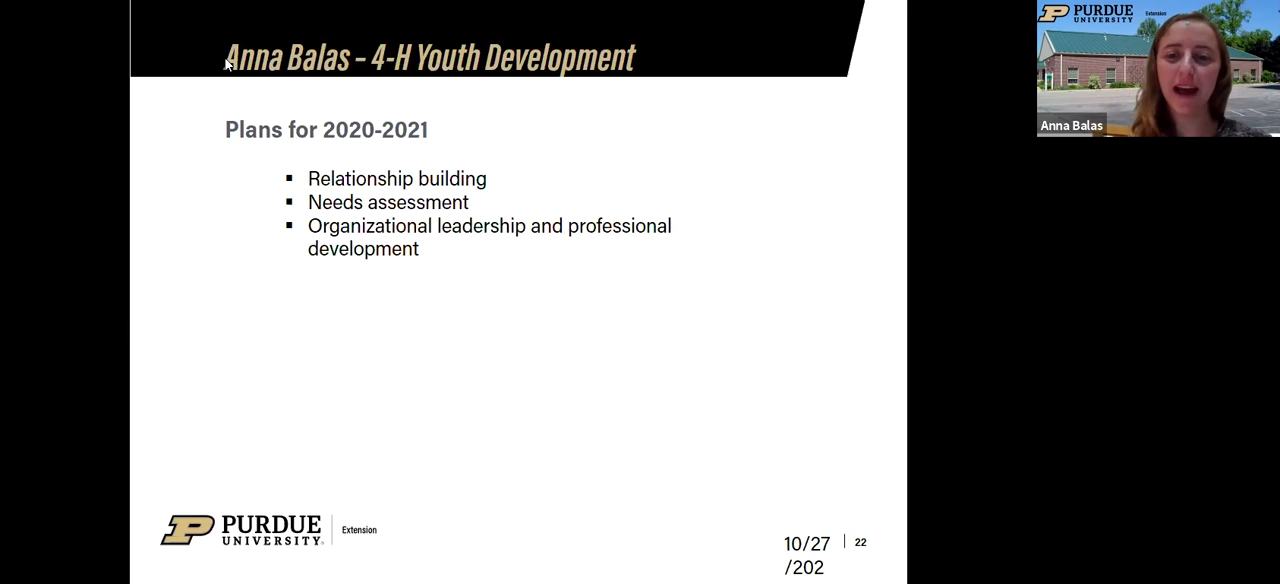 Anna Balas – 4-H Youth Development
Plans for 2020-2021
▪ Relationship building
▪ Needs assessment
▪ Organizational leadership and professional
development
PURDUE
UNIVERSITY®
Extension
10/27
/202
22
PURDUE
UNIVERSITY
Extension
Anna Balas